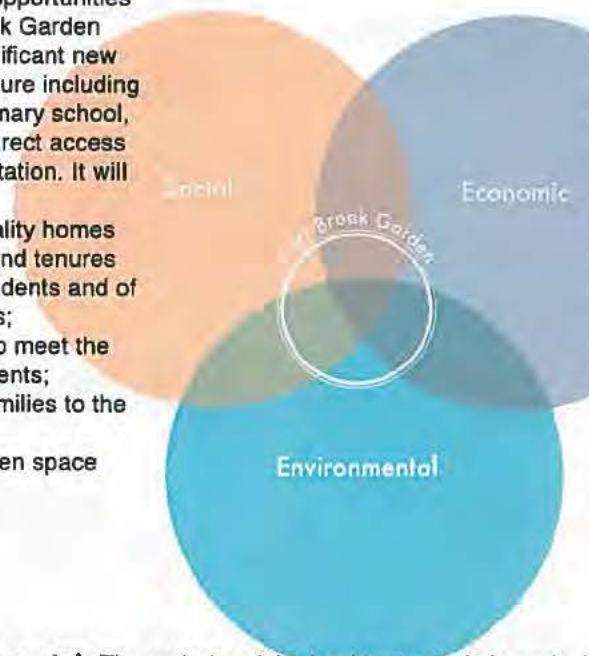 opportunities
k Garden
ificant new
ure including
mary school,
rect access
tation. It will
ality homes
nd tenures
dents and of
s;
o meet the
ents;
milies to the
en space
Social
Economic
Brook Garden
Environmental